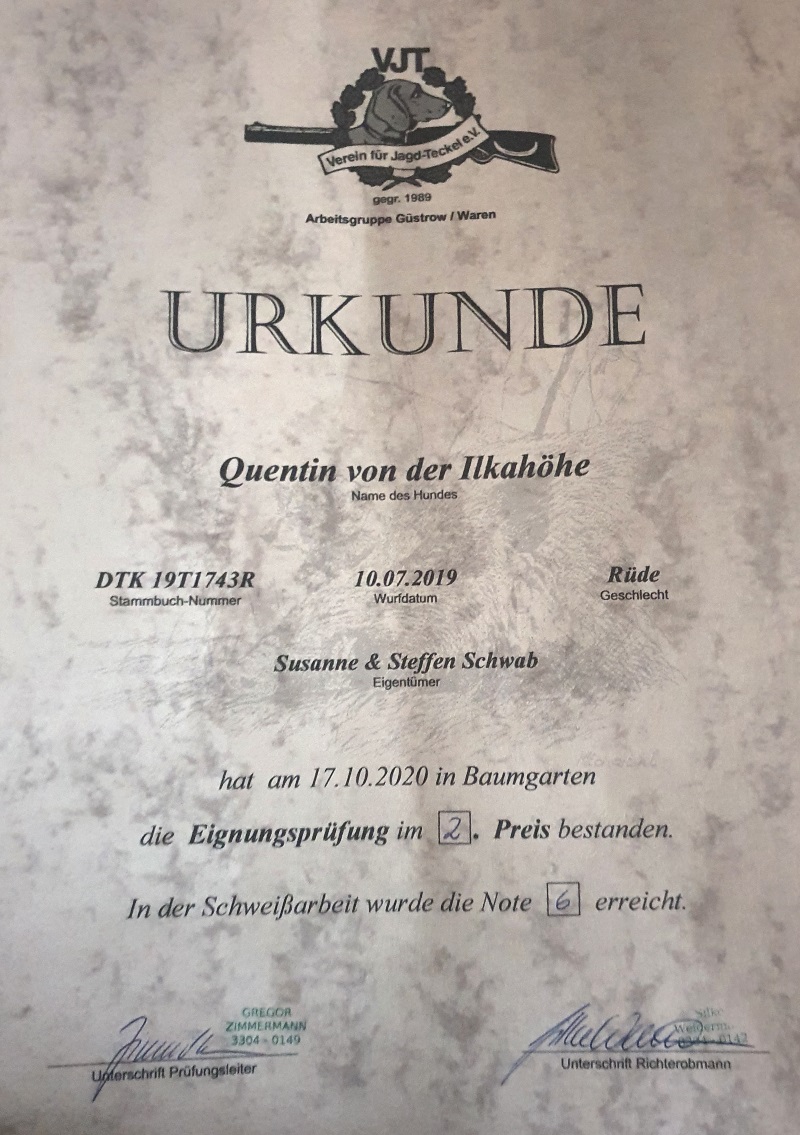 VJT
Verein für Jagd-Teckel e.V.
gegr. 1989
Arbeitsgruppe Güstrow / Waren
URKUNDE
Quentin von der Ilkahöhe
Name des Hundes
DTK 19T1743R 10.07.2019 Rüde
Stammbuch-Nummer Wurfdatum Geschlecht
Susanne & Steffen Schwab
Eigentümer
hat am 17.10.2020 in Baumgarten
die Eignungsprüfung im 2. Preis bestanden.
In der Schweißarbeit wurde die Note 6 erreicht.
GREGOR
ZIMMERMANN
3304 - 0149
Silke
Unterschrift Prüfungsleiter Unterschrift Richterobmann